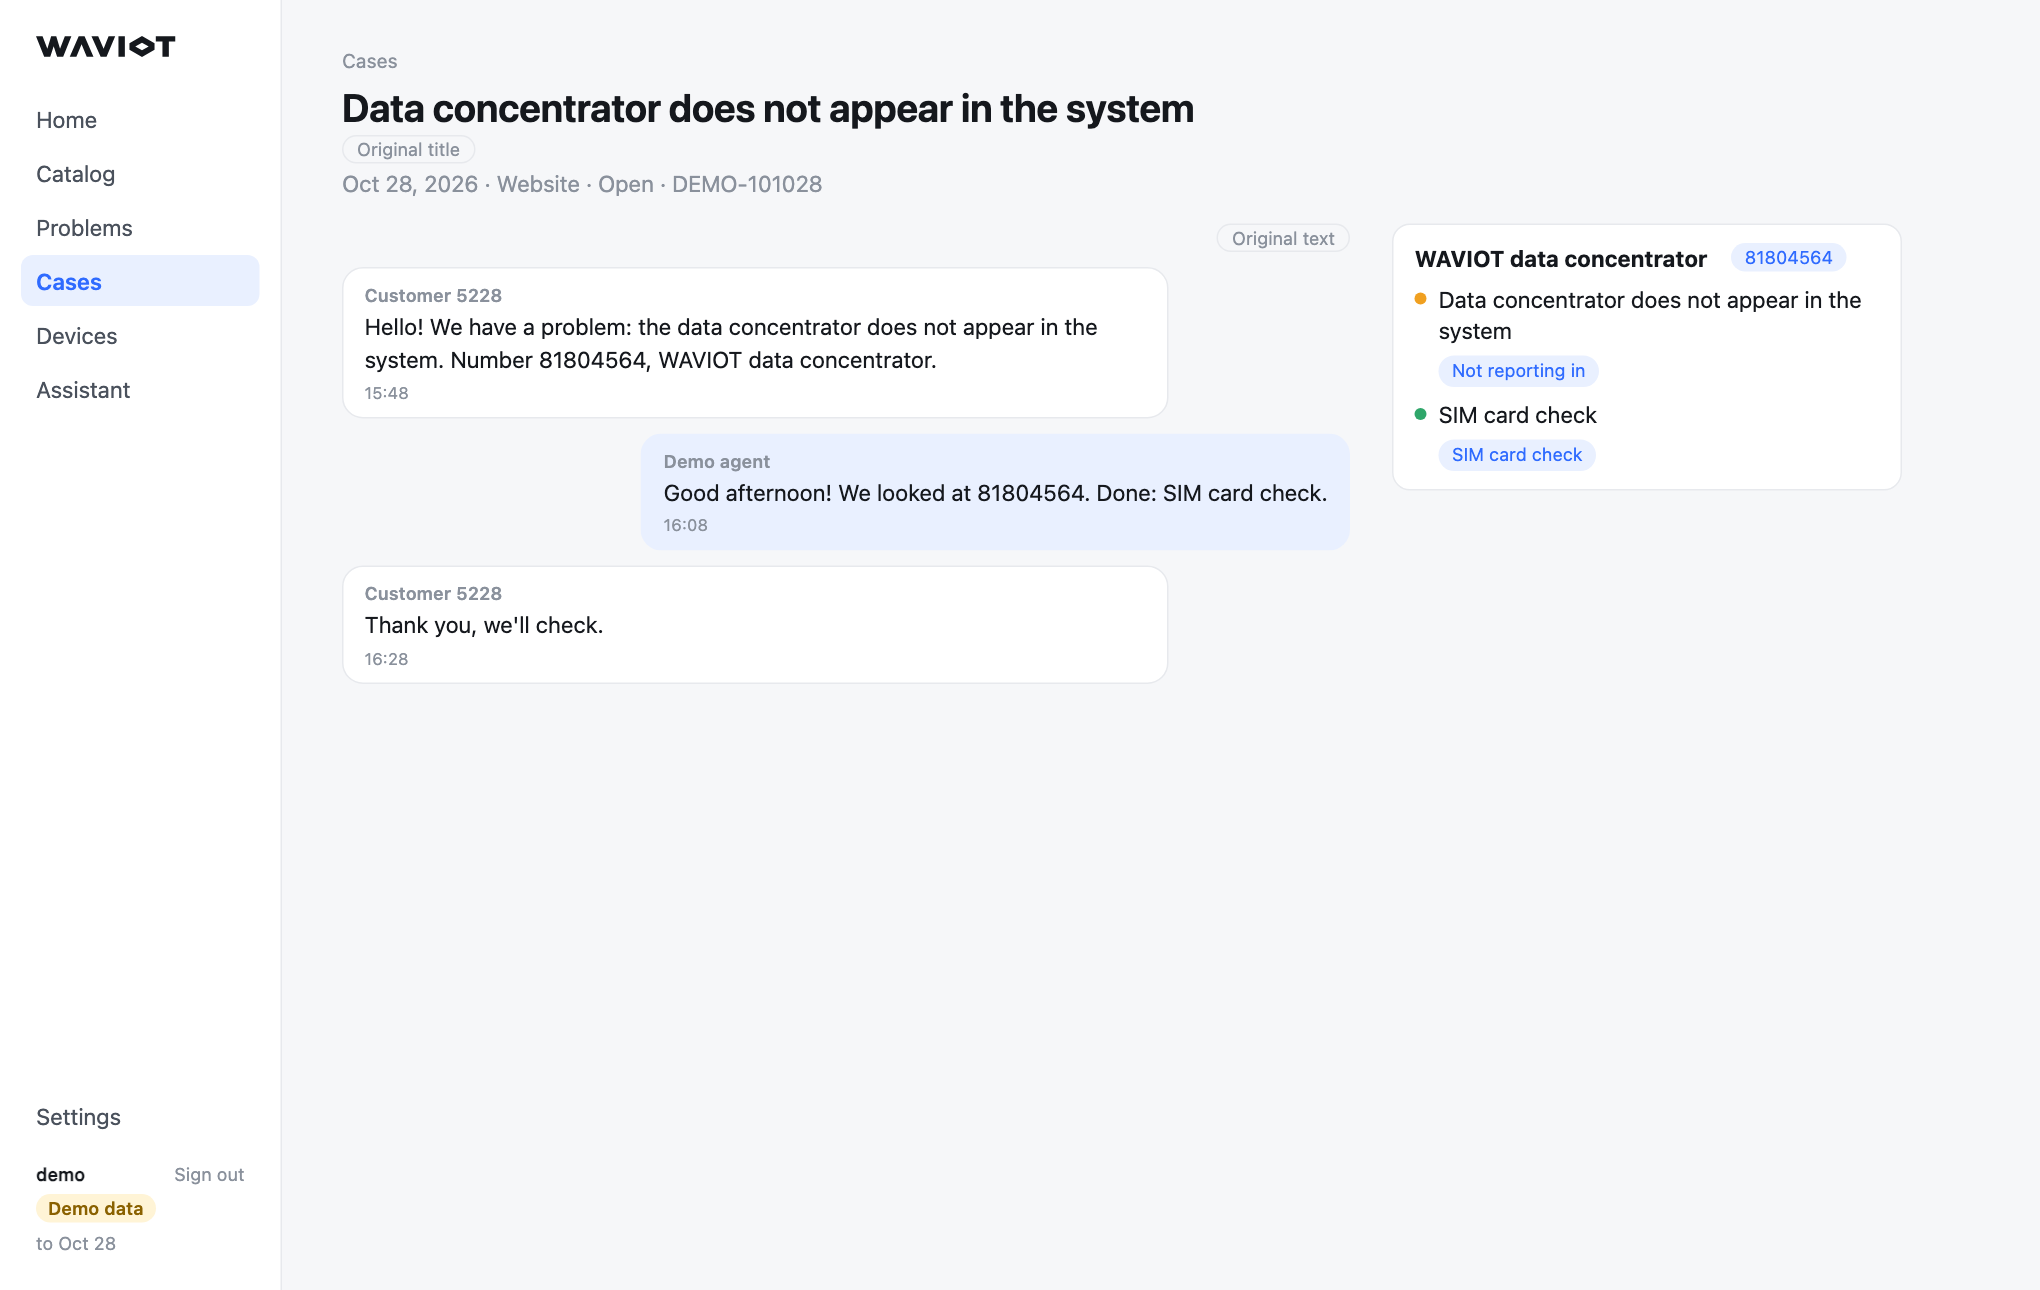 WAVIOT
Home
Catalog
Problems
Cases
Devices
Assistant
Settings
demo
Sign out
Demo data
to Oct 28
Cases
Data concentrator does not appear in the system
Original title
Oct 28, 2026 · Website · Open · DEMO-101028
Original text
Customer 5228
Hello! We have a problem: the data concentrator does not appear in the
system. Number 81804564, WAVIOT data concentrator.
15:48
Demo agent
Good afternoon! We looked at 81804564. Done: SIM card check.
16:08
Customer 5228
Thank you, we'll check.
16:28
WAVIOT data concentrator
81804564
Data concentrator does not appear in the
system
Not reporting in
SIM card check
SIM card check